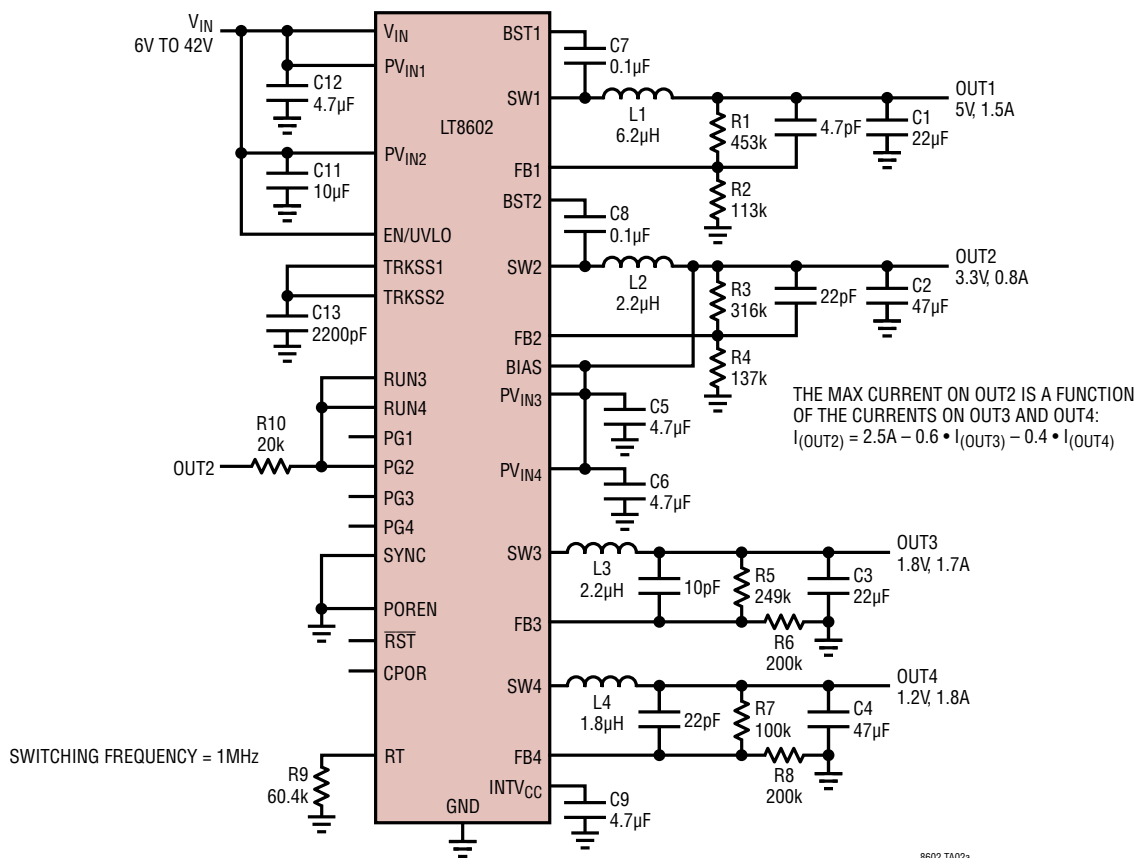 VIN
6V TO 42V
C12
4.7µF
C11
10µF
C13
2200pF
R10
20k
OUT2
SWITCHING FREQUENCY = 1MHz
R9
60.4k
VIN
PVIN1
PVIN2
EN/UVLO
TRKSS1
TRKSS2
RUN3
RUN4
PG1
PG2
PG3
PG4
SYNC
POREN
RST
CPOR
RT
LT8602
GND
BST1
SW1
FB1
BST2
SW2
FB2
BIAS
PVIN3
PVIN4
SW3
FB3
SW4
FB4
INTVCC
C7
0.1µF
L1
6.2µH
R1
453k
4.7pF
C1
22µF
OUT1
5V, 1.5A
R2
113k
C8
0.1µF
L2
2.2µH
R3
316k
22pF
C2
47µF
OUT2
3.3V, 0.8A
R4
137k
C5
4.7µF
C6
4.7µF
THE MAX CURRENT ON OUT2 IS A FUNCTION
OF THE CURRENTS ON OUT3 AND OUT4:
I(OUT2) = 2.5A – 0.6 • I(OUT3) – 0.4 • I(OUT4)
L3
2.2µH
10pF
R5
249k
C3
22µF
OUT3
1.8V, 1.7A
R6
200k
L4
1.8µH
22pF
R7
100k
C4
47µF
OUT4
1.2V, 1.8A
R8
200k
C9
4.7µF
8602 TA02a